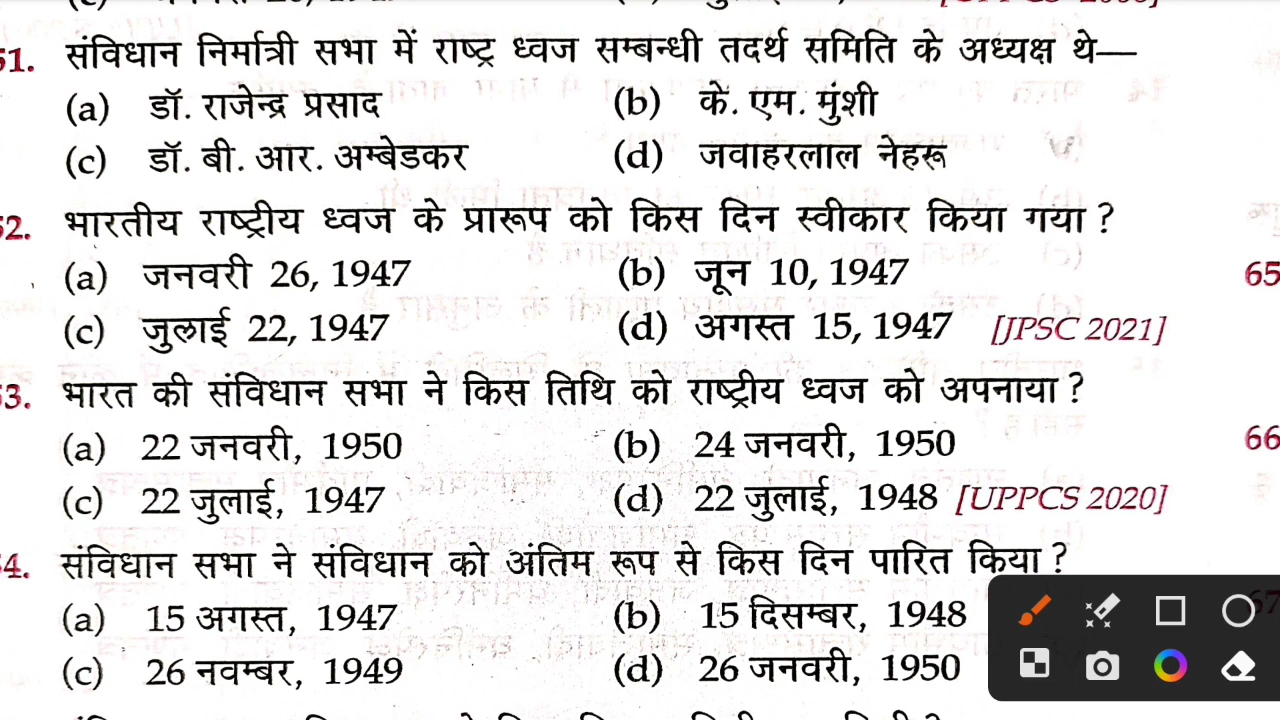 51. संविधान निर्मात्री सभा में राष्ट्र ध्वज सम्बन्धी तदर्थ समिति के अध्यक्ष थे—
(a) डॉ. राजेन्द्र प्रसाद (b) के. एम. मुंशी
(c) डॉ. बी. आर. अम्बेडकर (d) जवाहरलाल नेहरू
52. भारतीय राष्ट्रीय ध्वज के प्रारूप को किस दिन स्वीकार किया गया?
(a) जनवरी 26, 1947 (b) जून 10, 1947 65
(c) जुलाई 22, 1947 (d) अगस्त 15, 1947 [JPSC 2021]
53. भारत की संविधान सभा ने किस तिथि को राष्ट्रीय ध्वज को अपनाया?
(a) 22 जनवरी, 1950 (b) 24 जनवरी, 1950 66
(c) 22 जुलाई, 1947 (d) 22 जुलाई, 1948 [UPPCS 2020]
54. संविधान सभा ने संविधान को अंतिम रूप से किस दिन पारित किया?
(a) 15 अगस्त, 1947 (b) 15 दिसम्बर, 1948
(c) 26 नवम्बर, 1949 (d) 26 जनवरी, 1950